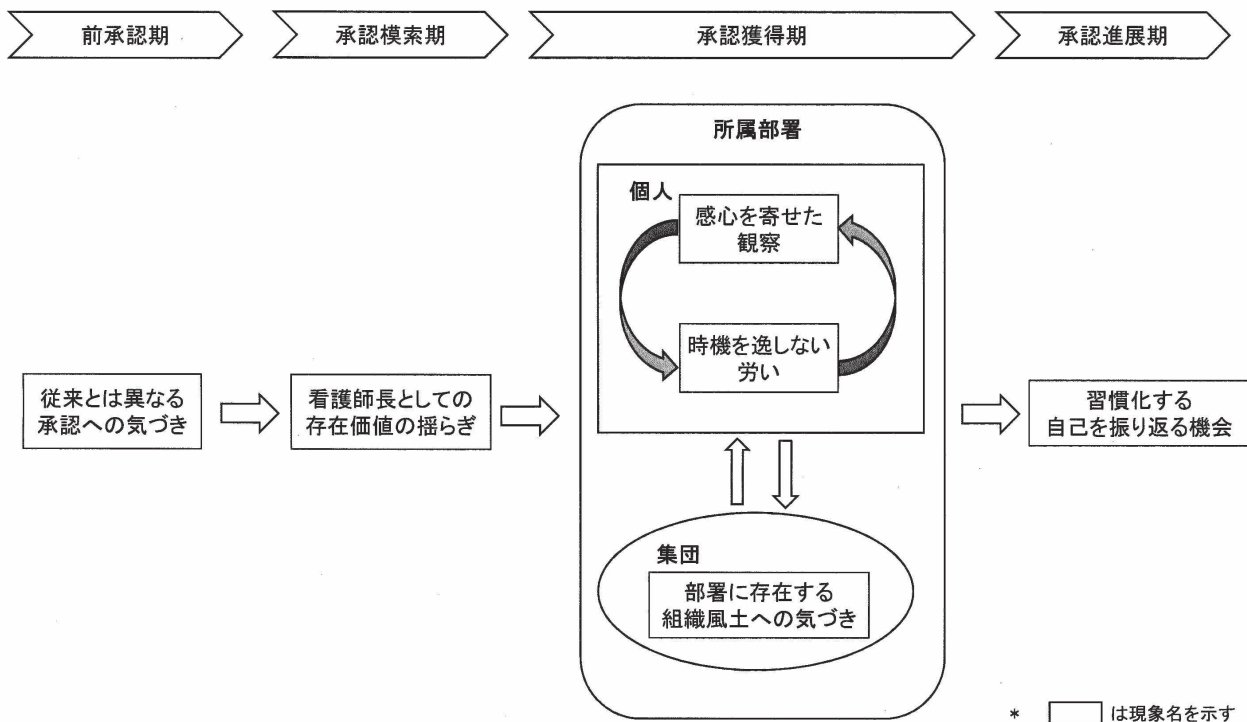 前承認期
承認模索期
承認獲得期
承認進展期
所属部署
個人
感心を寄せた
観察
時機を逸しない
労い
従来とは異なる
承認への気づき
看護師長としての
存在価値の揺らぎ
習慣化する
自己を振り返る機会
集団
部署に存在する
組織風土への気づき
* は現象名を示す